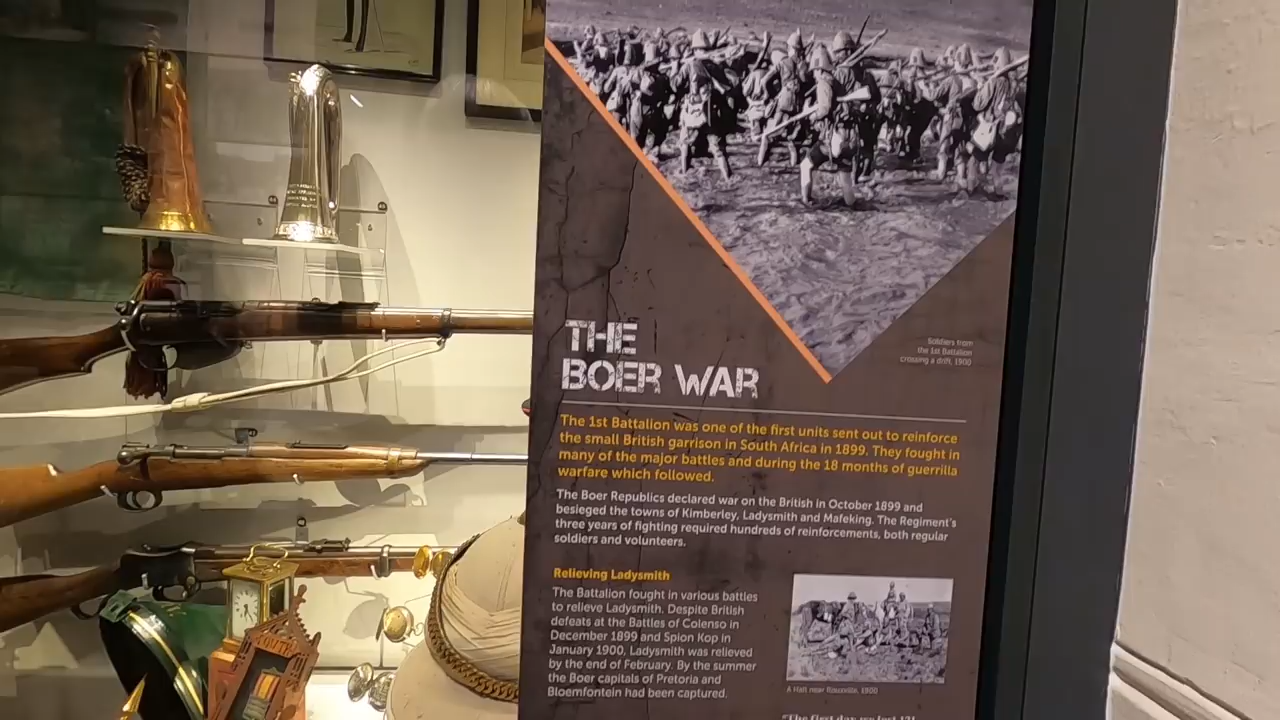 Soldiers from
the 1st Battalion
crossing a drift, 1900
THE
BOER WAR
The 1st Battalion was one of the first units sent out to reinforce
the small British garrison in South Africa in 1899. They fought in
many of the major battles and during the 18 months of guerrilla
warfare which followed.
The Boer Republics declared war on the British in October 1899 and
besieged the towns of Kimberley, Ladysmith and Mafeking. The Regiment's
three years of fighting required hundreds of reinforcements, both regular
soldiers and volunteers.
Relieving Ladysmith
The Battalion fought in various battles
to relieve Ladysmith. Despite British
defeats at the Battles of Colenso in
December 1899 and Spion Kop in
January 1900, Ladysmith was relieved
by the end of February. By the summer
the Boer capitals of Pretoria and
Bloemfontein had been captured.
A Halt near Rouxville, 1900
"The first day we lost 121